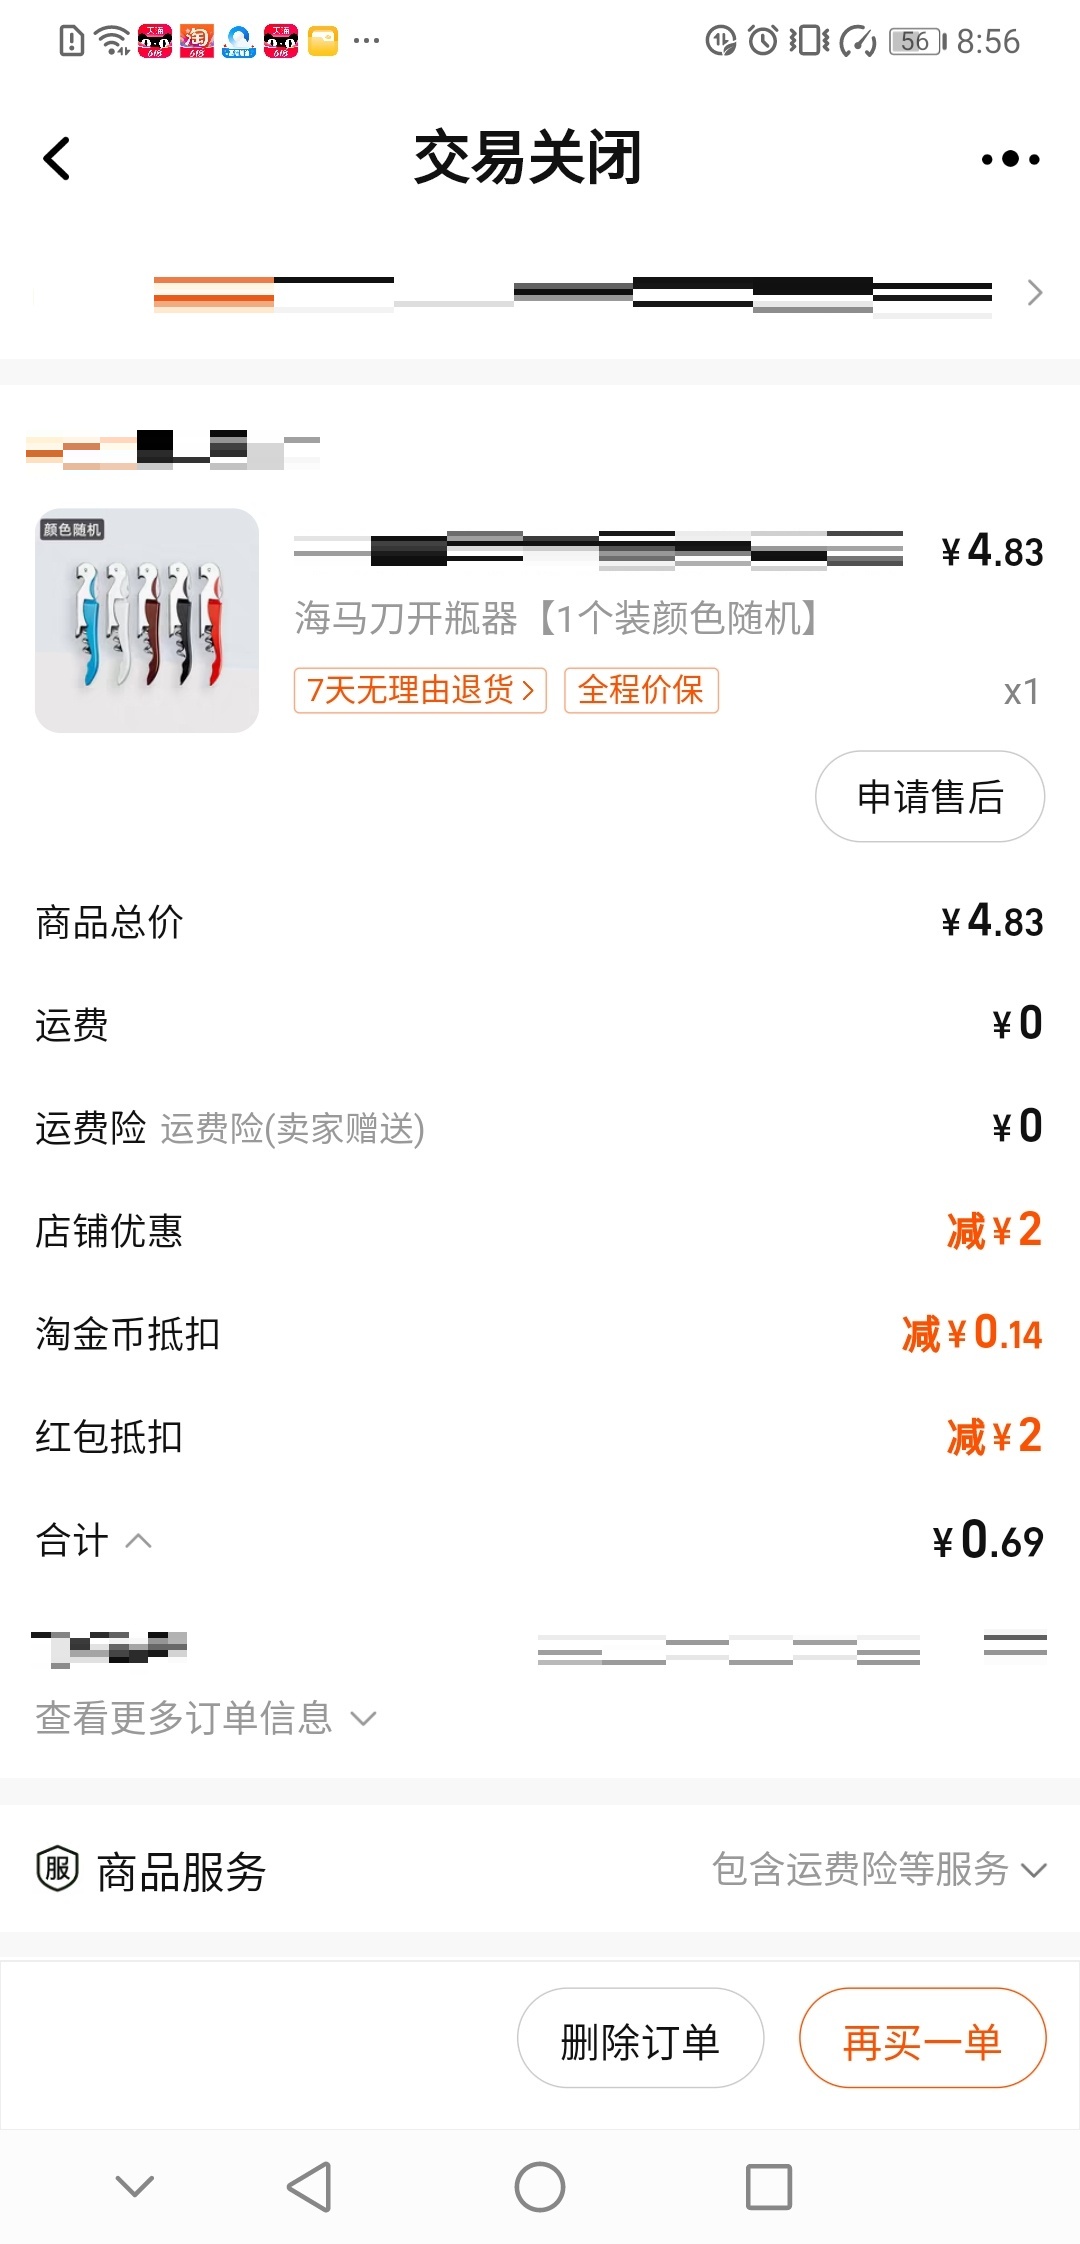 56 8:56
交易关闭
颜色随机
¥4.83
海马刀开瓶器【1个装颜色随机】
7天无理由退货> 全程价保 x1
申请售后
商品总价 ¥4.83
运费 ¥0
运费险 运费险(卖家赠送) ¥0
店铺优惠 减¥2
淘金币抵扣 减¥0.14
红包抵扣 减¥2
合计 ¥0.69
查看更多订单信息
服 商品服务 包含运费险等服务
删除订单 再买一单